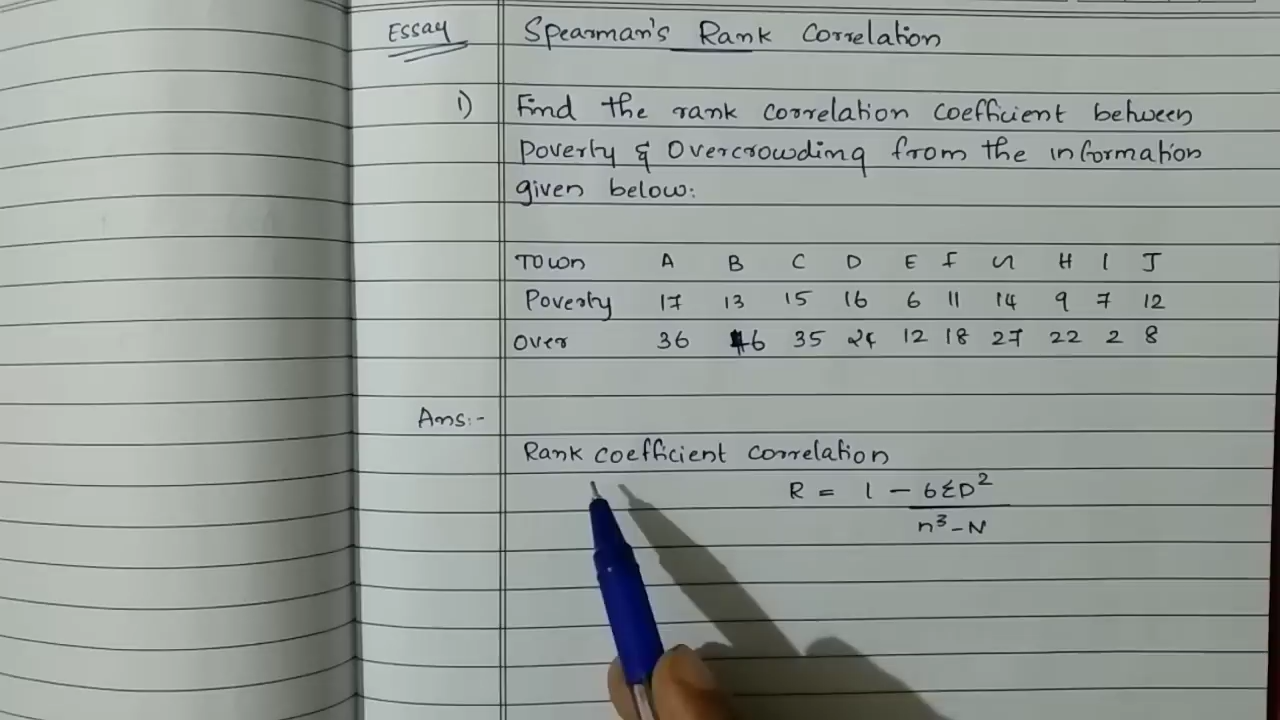 Essay Spearman's Rank Correlation
1) Find the rank correlation coefficient between
Poverty & Overcrowding from the information
given below:
Town A B C D E F G H I J
Poverty 17 13 15 16 6 11 14 9 7 12
Over 36 46 35 24 12 18 27 22 2 8
Ans:-
Rank coefficient correlation
R = 1 - 6ΣD²
n³-N